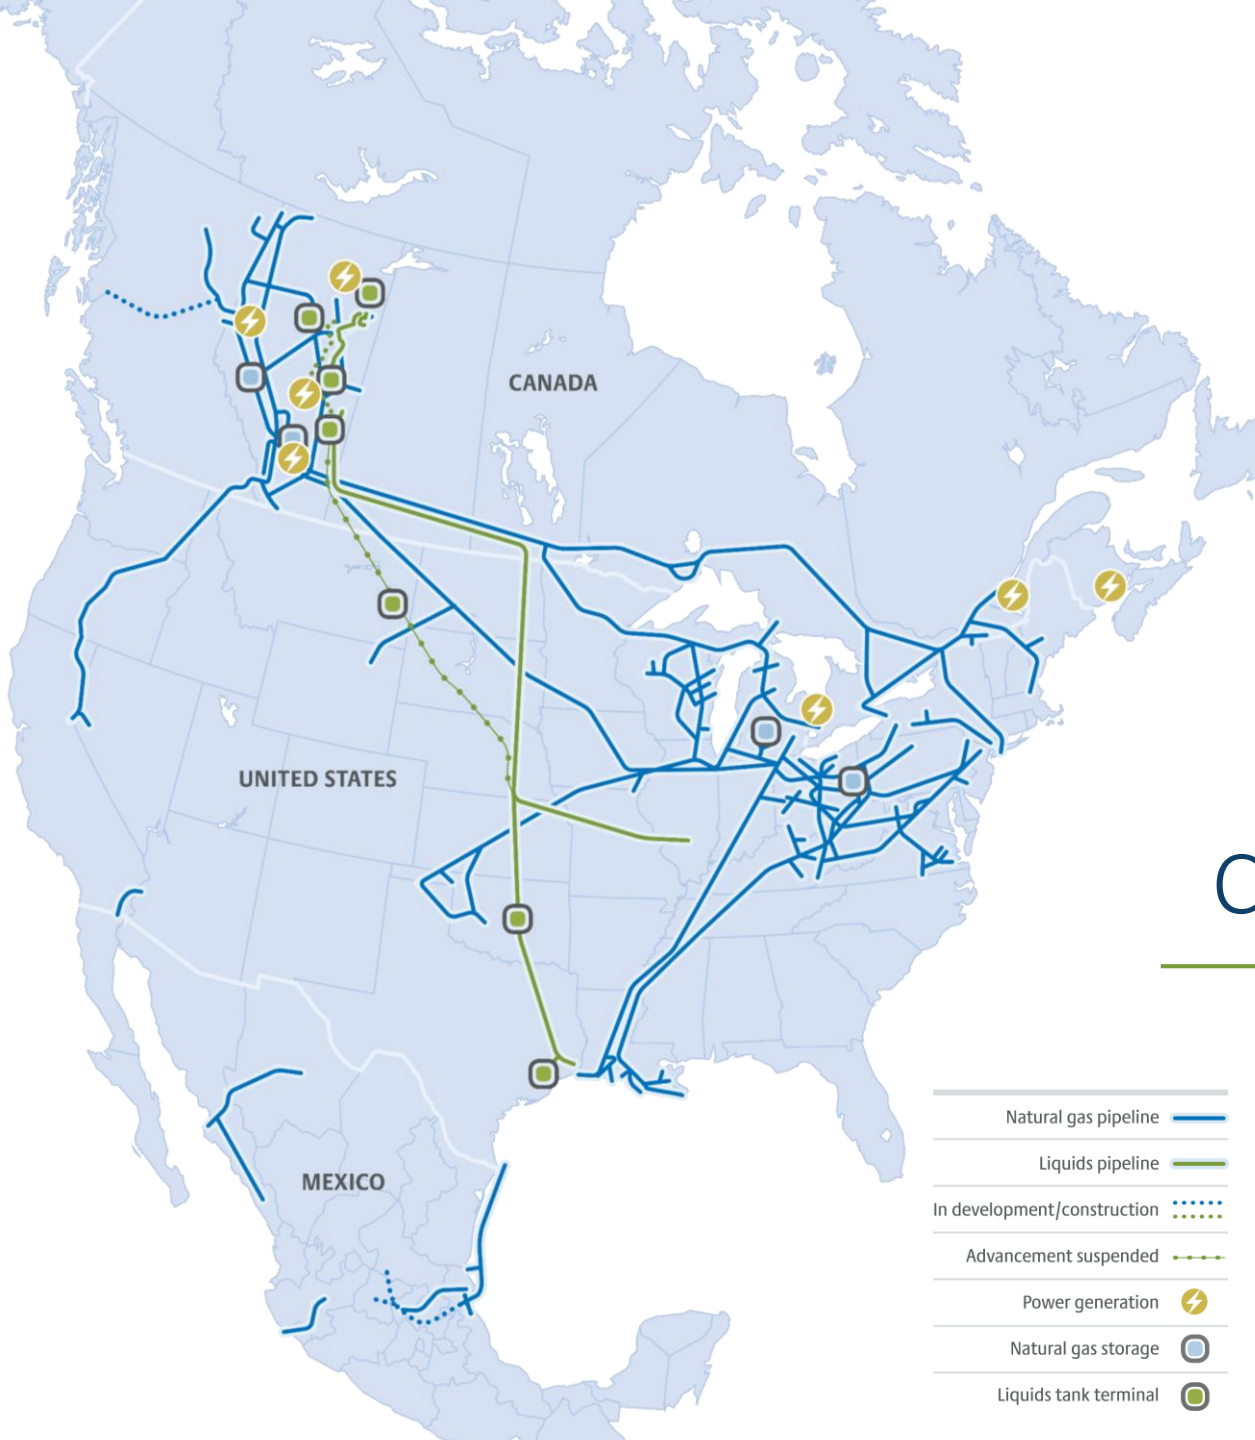 CANADA
UNITED STATES
MEXICO
C
Natural gas pipeline
Liquids pipeline
In development/construction
Advancement suspended
Power generation
Natural gas storage
Liquids tank terminal